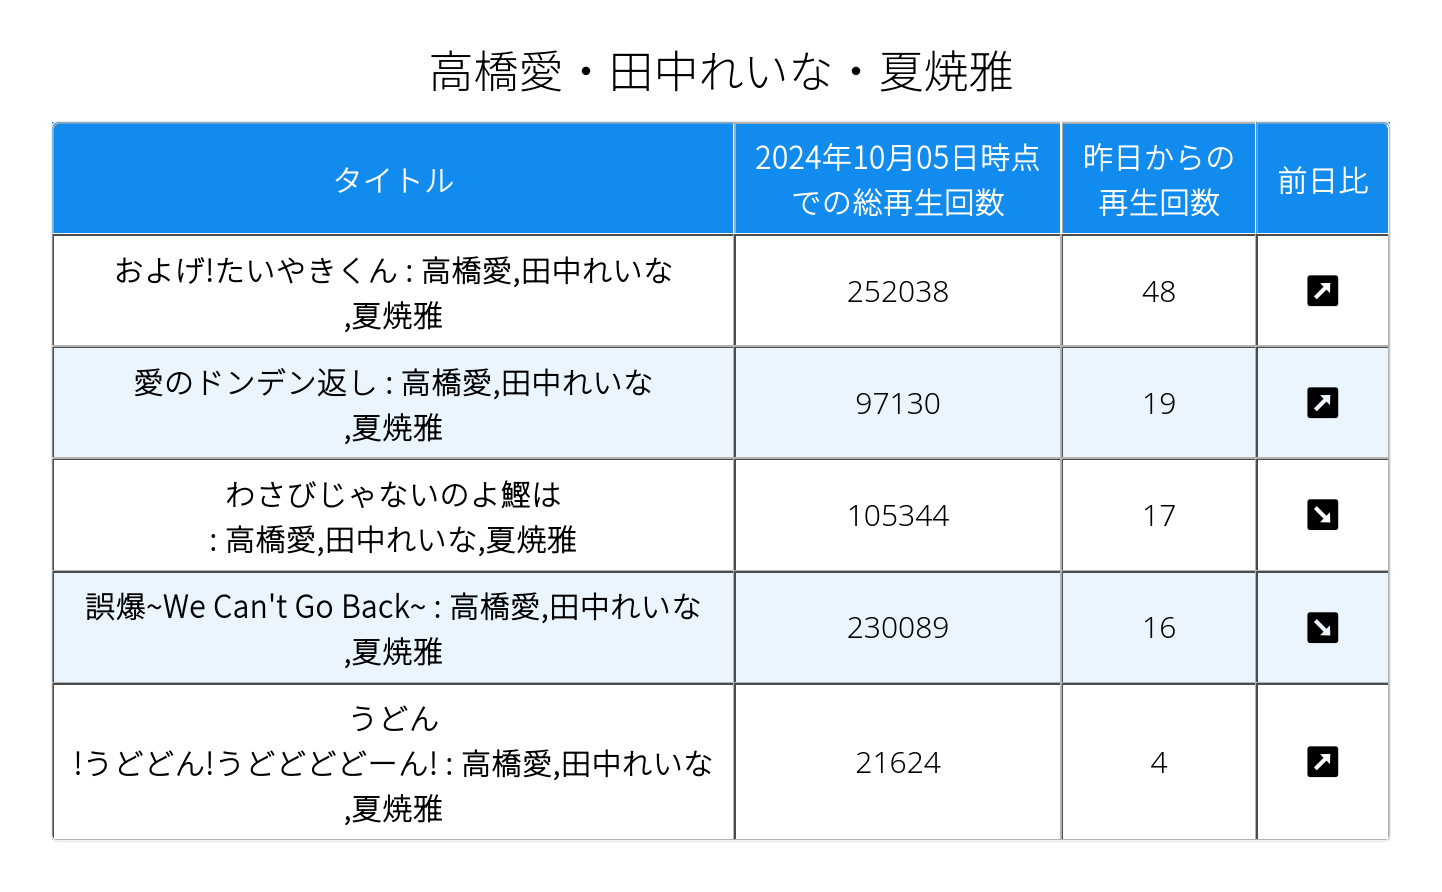 高橋愛・田中れいな・夏焼雅
タイトル
2024年10月05日時点
での総再生回数
昨日からの
再生回数
前日比
およげ!たいやきくん : 高橋愛,田中れいな
,夏焼雅
252038
48
愛のドンデン返し : 高橋愛,田中れいな
,夏焼雅
97130
19
わさびじゃないのよ鰹は
: 高橋愛,田中れいな,夏焼雅
105344
17
誤爆~We Can't Go Back~ : 高橋愛,田中れいな
,夏焼雅
230089
16
うどん
!うどどん!うどどどどーん! : 高橋愛,田中れいな
,夏焼雅
21624
4